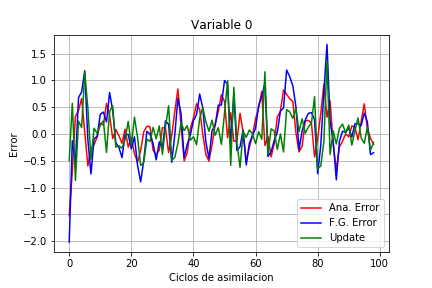 Variable 0
1.5
1.0
0.5
0.0
−0.5
−1.0
−1.5
−2.0
Error
0
20
40
60
80
100
Ciclos de asimilacion
Ana. Error
F.G. Error
Update